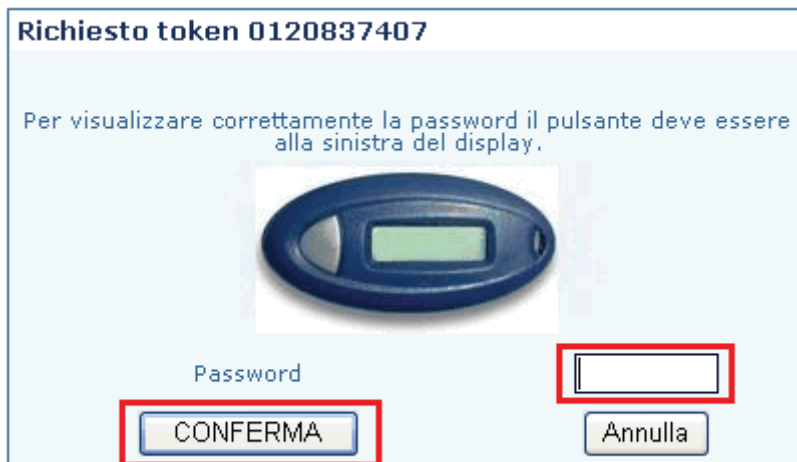 Richiesto token 0120837407
Per visualizzare correttamente la password il pulsante deve essere
alla sinistra del display.
Password
CONFERMA
Annulla